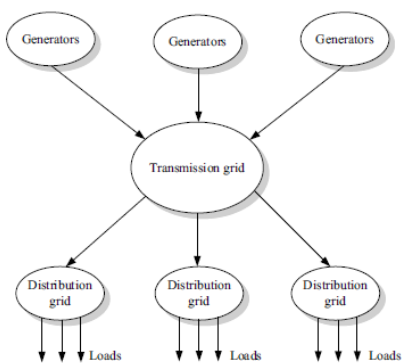 Generators
Generators
Generators
Transmission grid
Distribution
grid
Distribution
grid
Distribution
grid
Loads
Loads
Loads